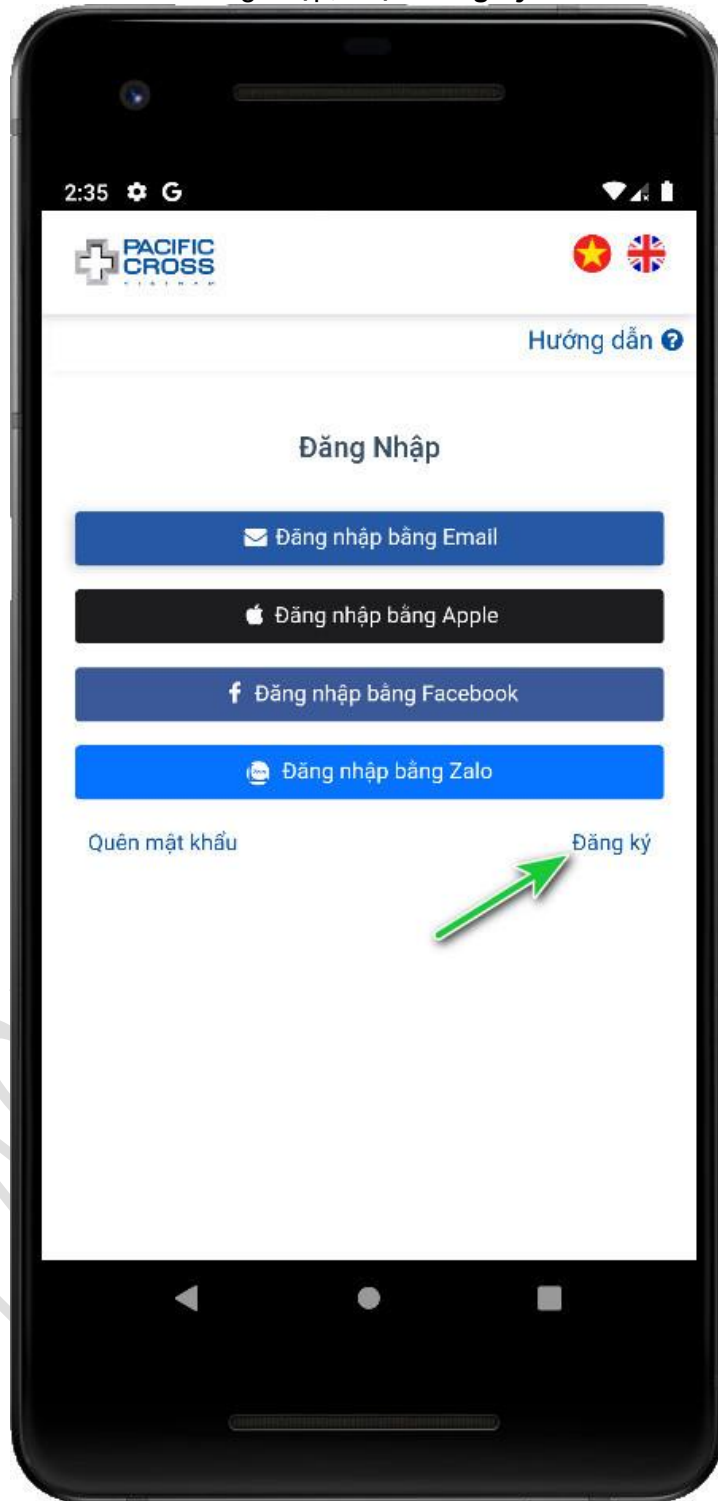 2:35 G
PACIFIC
CROSS
VIETNAM
Hướng dẫn
Đăng Nhập
Đăng nhập bằng Email
Đăng nhập bằng Apple
Đăng nhập bằng Facebook
Đăng nhập bằng Zalo
Quên mật khẩu
Đăng ký